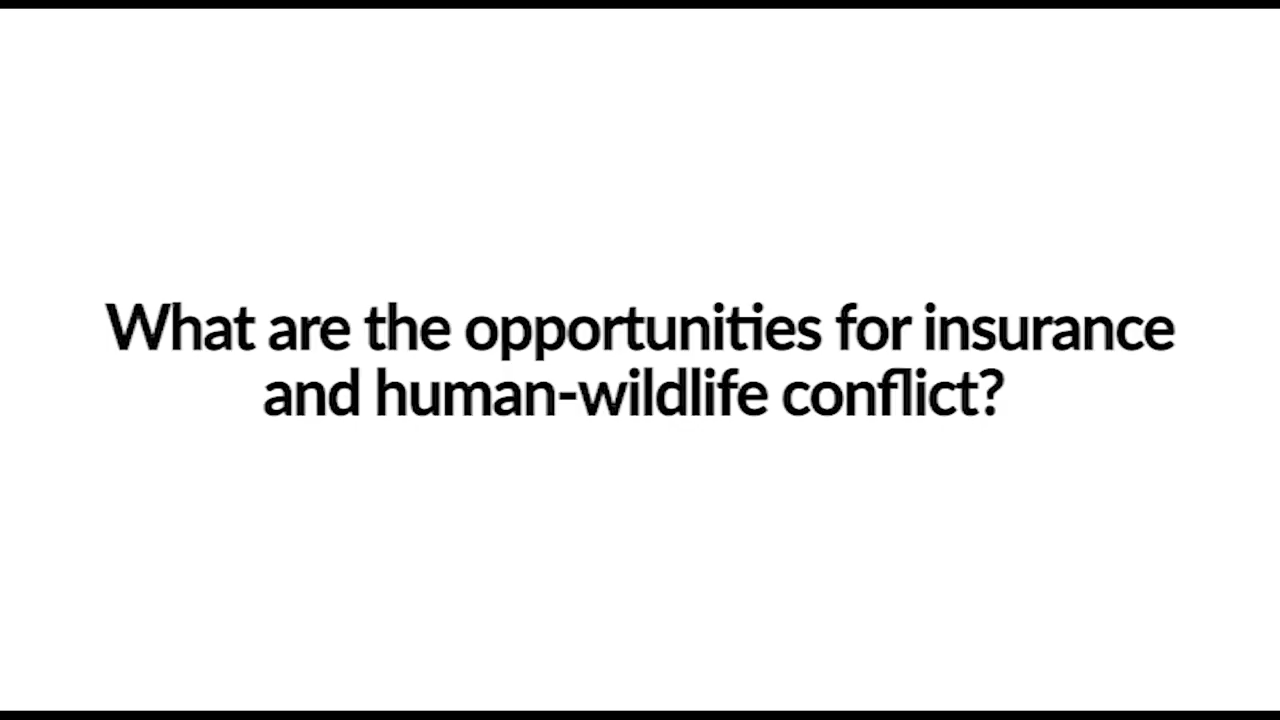 What are the opportunities for insurance
and human-wildlife conflict?